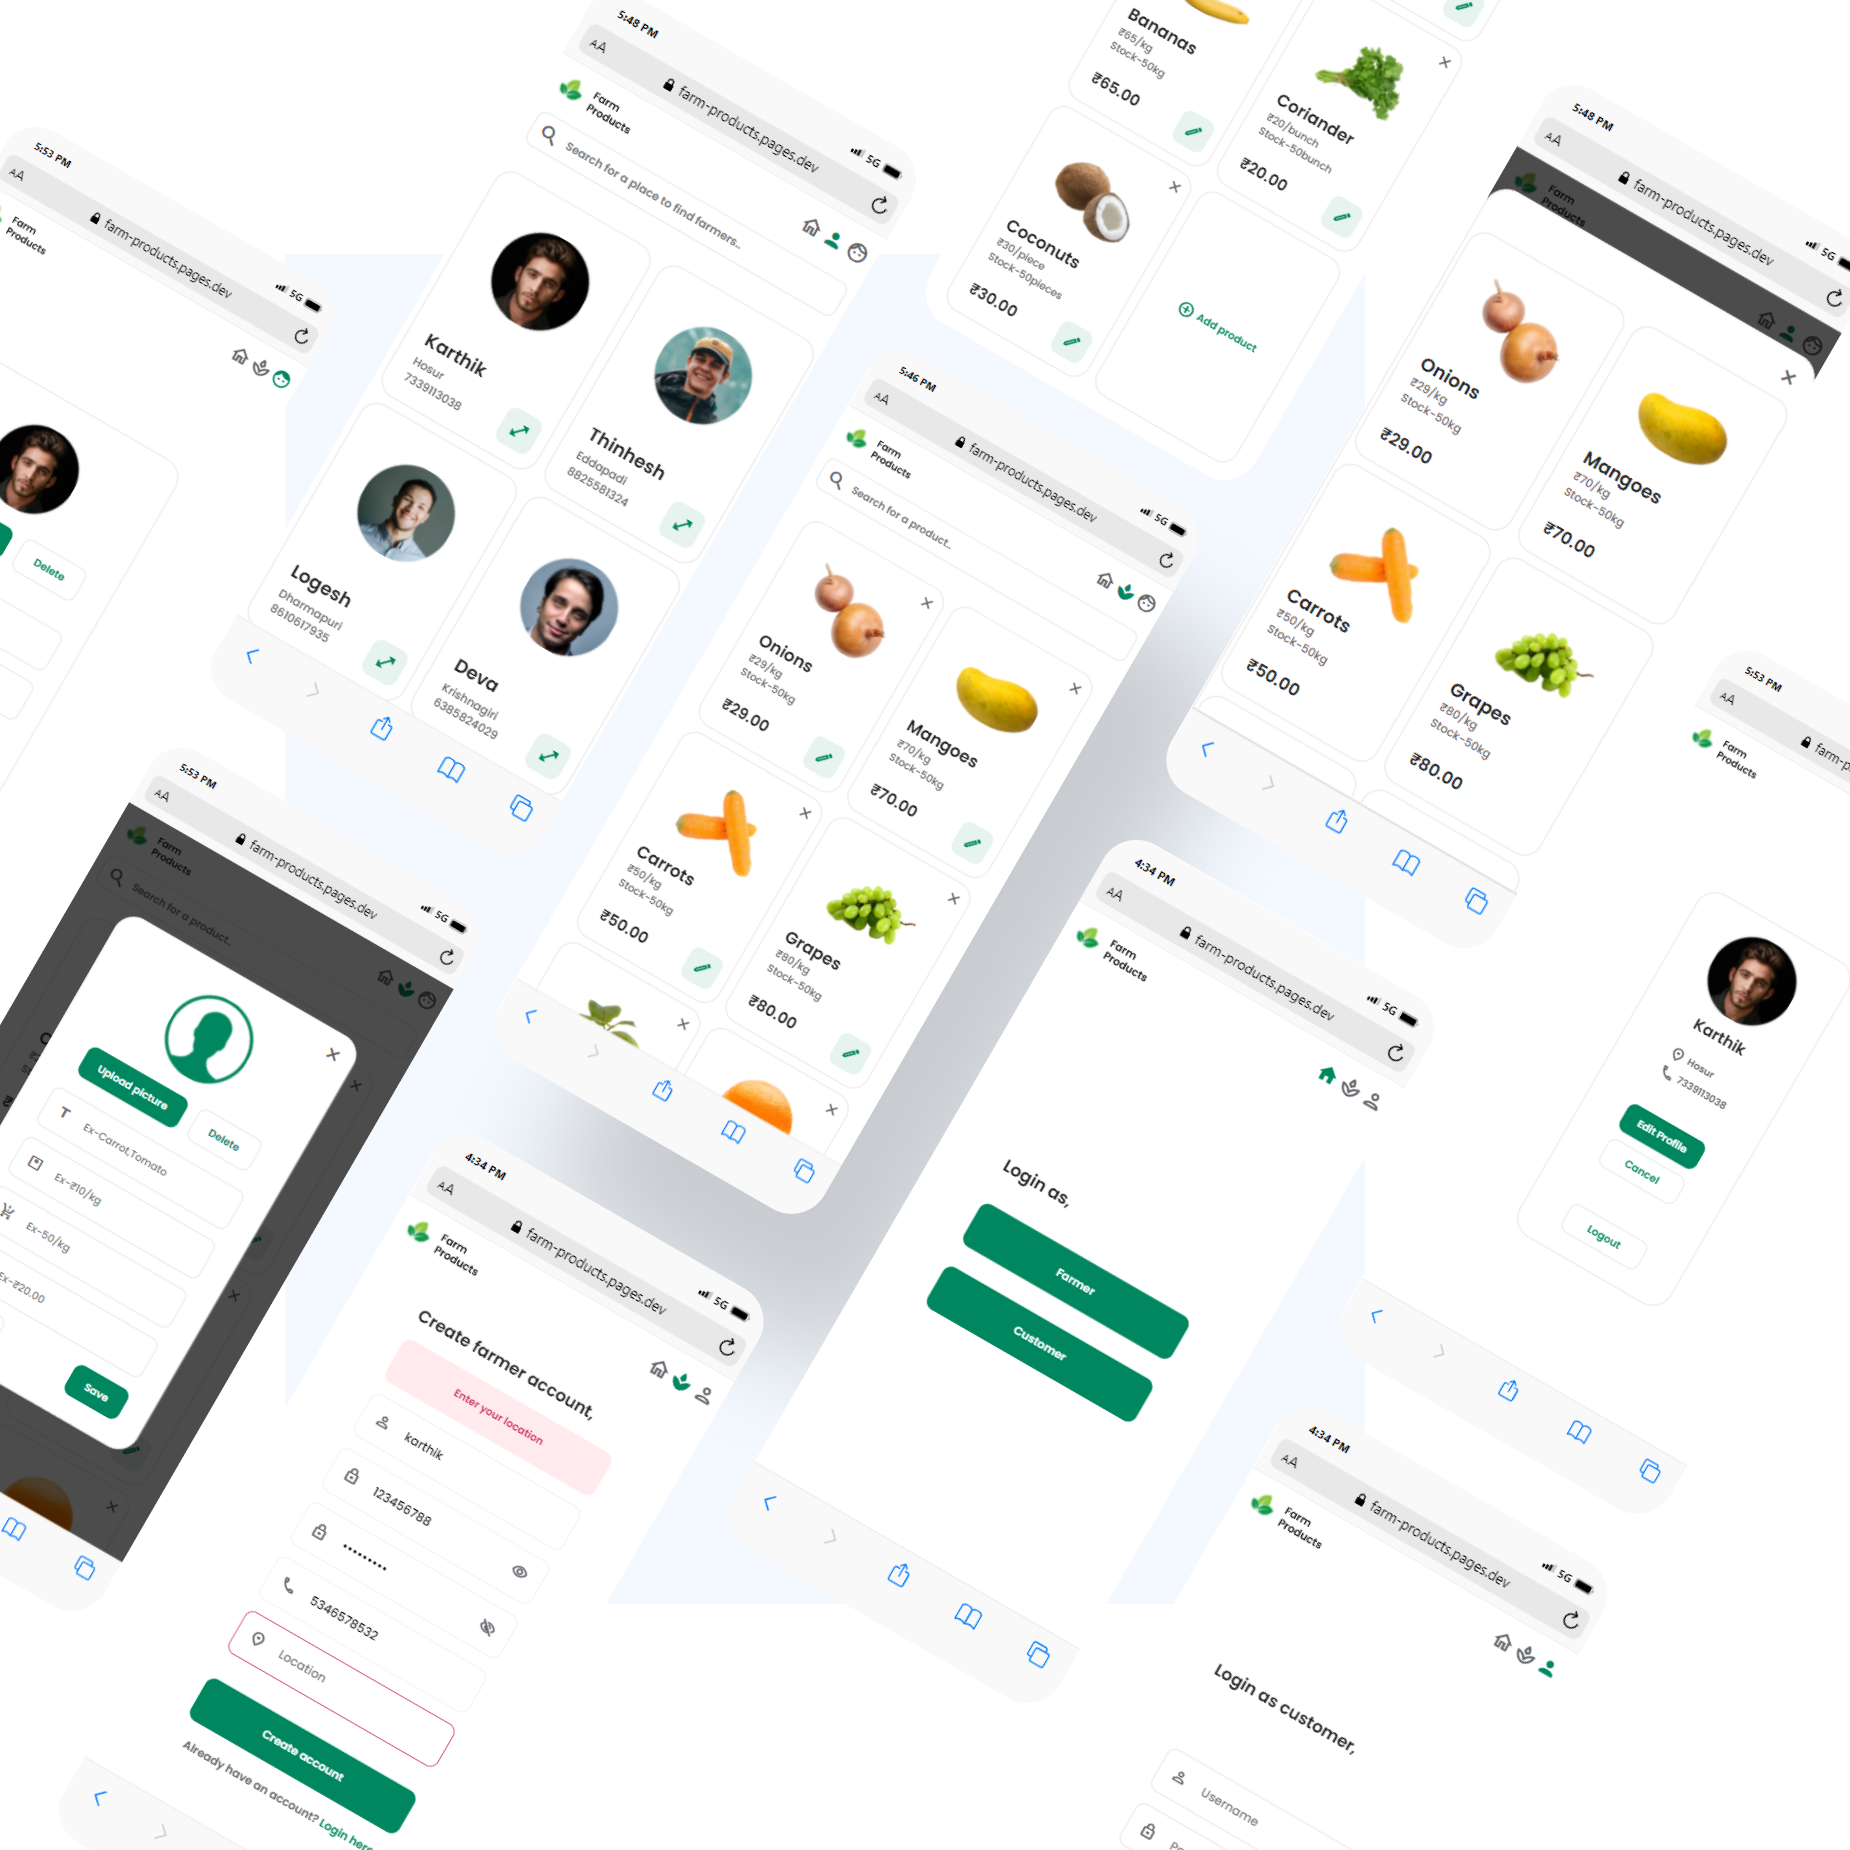 5:53 PM
AA
farm-products.pages.dev
5G
Farm
Products
Delete
5:48 PM
AA
farm-products.pages.dev
5G
Farm
Products
Search for a place to find farmers..
Karthik
Hosur
7339113038
Thinhesh
Eddapadi
8825581324
Logesh
Dharmapuri
8610617935
Deva
Krishnagiri
6385824029
Bananas
₹65/kg
Stock-50kg
₹65.00
Coriander
₹20/bunch
Stock-50bunch
₹20.00
Coconuts
₹30/piece
Stock-50pieces
₹30.00
Add product
5:48 PM
AA
farm-products.pages.dev
5G
Farm
Products
Onions
₹29/kg
Stock-50kg
₹29.00
Mangoes
₹70/kg
Stock-50kg
₹70.00
Carrots
₹50/kg
Stock-50kg
₹50.00
Grapes
₹80/kg
Stock-50kg
₹80.00
5:46 PM
AA
farm-products.pages.dev
5G
Farm
Products
Search for a product..
Onions
₹29/kg
Stock-50kg
₹29.00
Mangoes
₹70/kg
Stock-50kg
₹70.00
Carrots
₹50/kg
Stock-50kg
₹50.00
Grapes
₹80/kg
Stock-50kg
₹80.00
5:53 PM
AA
farm-products.pages.dev
5G
Farm
Products
Search for a product..
Upload picture
Delete
Ex-Carrot,Tomato
Ex-₹10/kg
Ex-50/kg
Ex-₹20.00
Save
4:34 PM
AA
farm-products.pages.dev
5G
Farm
Products
Login as,
Farmer
Customer
5:53 PM
AA
farm-p
Farm
Products
Karthik
Hosur
7339113038
Edit Profile
Cancel
Logout
4:34 PM
AA
farm-products.pages.dev
5G
Farm
Products
Create farmer account,
Enter your location
karthik
123456788
•••••••••
5346578532
Location
Create account
Already have an account? Login here
4:34 PM
AA
farm-products.pages.dev
5G
Farm
Products
Login as customer,
Username